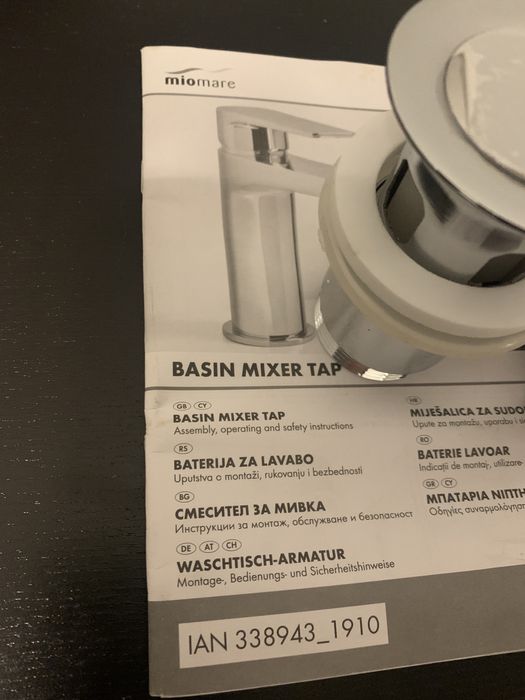 miomare
BASIN MIXER TAP
GB CY
BASIN MIXER TAP
Assembly, operating and safety instructions
RS
BATERIJA ZA LAVABO
Uputstva o montaži, rukovanju i bezbednosti
BG
СМЕСИТЕЛ ЗА МИВКА
Инструкции за монтаж, обслужване и безопасност
DE AT CH
WASCHTISCH-ARMATUR
Montage-, Bedienungs- und Sicherheitshinweise
HR
MIJEŠALICA ZA
Upute za montažu, uporabu i
RO
BATERIE LAVOAR
Indicații de montaj, utilizare
GR CY
ΜΠΑΤΑΡΙΑ
Οδηγίες
IAN 338943_1910